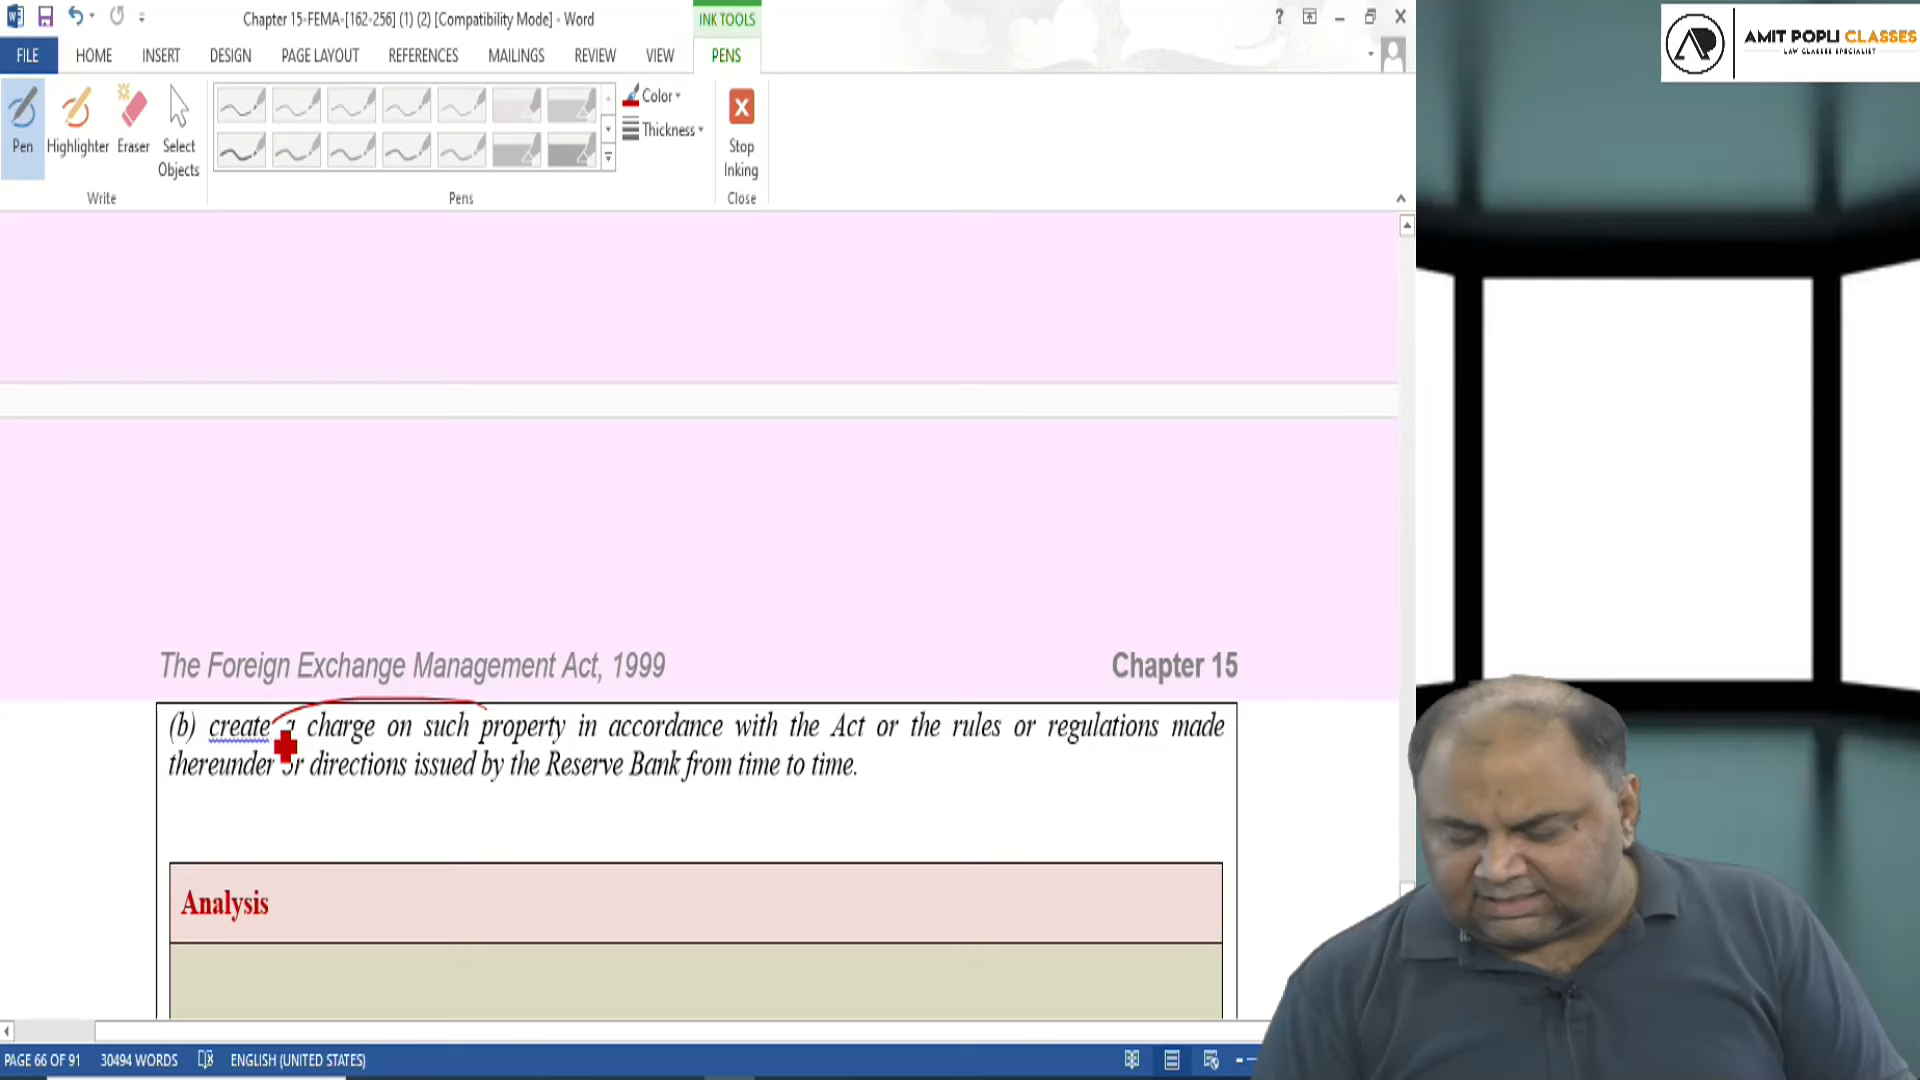 Chapter 15-FEMA-[162-256] (1) (2) [Compatibility Mode] - Word
INK TOOLS
FILE HOME INSERT DESIGN PAGE LAYOUT REFERENCES MAILINGS REVIEW VIEW PENS
Pen Highlighter Eraser Select Objects
Color
Thickness
Stop Inking
Write Pens Close
AMIT POPLI CLASSES
LAW CLASSES SPECIALIST
The Foreign Exchange Management Act, 1999 Chapter 15
(b) create a charge on such property in accordance with the Act or the rules or regulations made
thereunder or directions issued by the Reserve Bank from time to time.
Analysis
PAGE 66 OF 91 30494 WORDS ENGLISH (UNITED STATES)